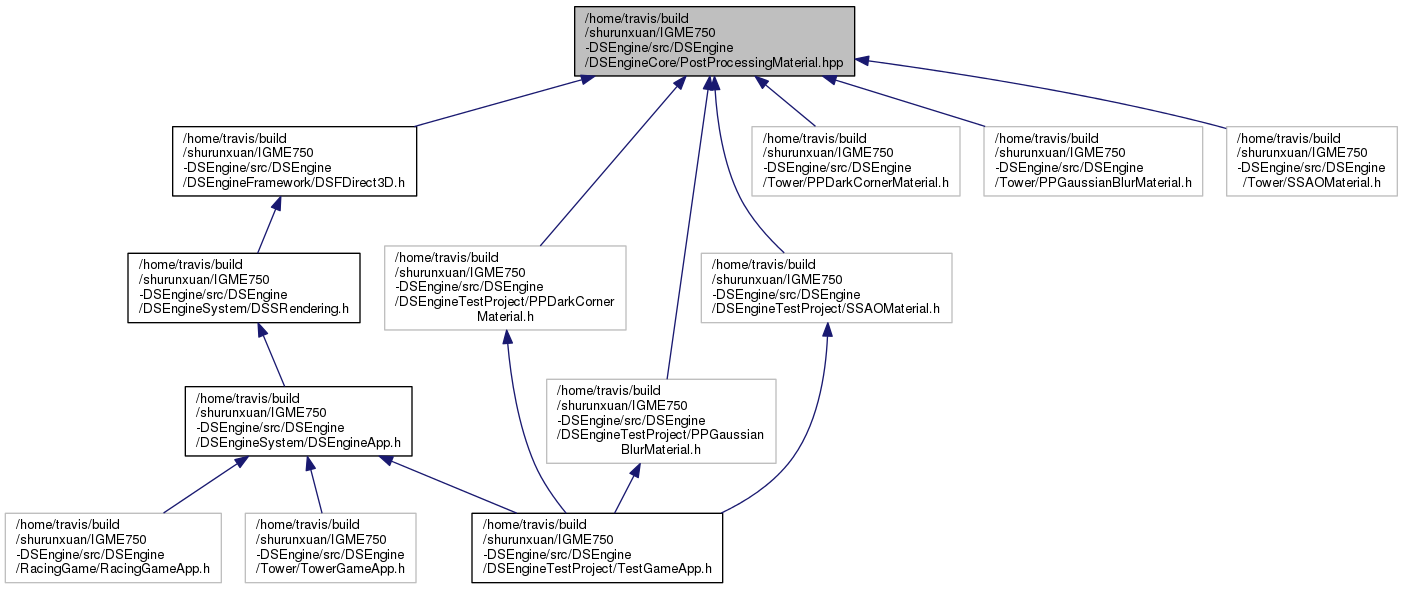 /home/travis/build
/shurunxuan/IGME750
-DSEngine/src/DSEngine
/DSEngineCore/PostProcessingMaterial.hpp
/home/travis/build
/shurunxuan/IGME750
-DSEngine/src/DSEngine
/DSEngineFramework/DSFDirect3D.h
/home/travis/build
/shurunxuan/IGME750
-DSEngine/src/DSEngine
/Tower/PPDarkCornerMaterial.h
/home/travis/build
/shurunxuan/IGME750
-DSEngine/src/DSEngine
/Tower/PPGaussianBlurMaterial.h
/home/travis/build
/shurunxuan/IGME750
-DSEngine/src/DSEngine
/Tower/SSAOMaterial.h
/home/travis/build
/shurunxuan/IGME750
-DSEngine/src/DSEngine
/DSEngineSystem/DSSRendering.h
/home/travis/build
/shurunxuan/IGME750
-DSEngine/src/DSEngine
/DSEngineTestProject/PPDarkCorner
Material.h
/home/travis/build
/shurunxuan/IGME750
-DSEngine/src/DSEngine
/DSEngineTestProject/SSAOMaterial.h
/home/travis/build
/shurunxuan/IGME750
-DSEngine/src/DSEngine
/DSEngineSystem/DSEngineApp.h
/home/travis/build
/shurunxuan/IGME750
-DSEngine/src/DSEngine
/DSEngineTestProject/PPGaussian
BlurMaterial.h
/home/travis/build
/shurunxuan/IGME750
-DSEngine/src/DSEngine
/RacingGame/RacingGameApp.h
/home/travis/build
/shurunxuan/IGME750
-DSEngine/src/DSEngine
/Tower/TowerGameApp.h
/home/travis/build
/shurunxuan/IGME750
-DSEngine/src/DSEngine
/DSEngineTestProject/TestGameApp.h